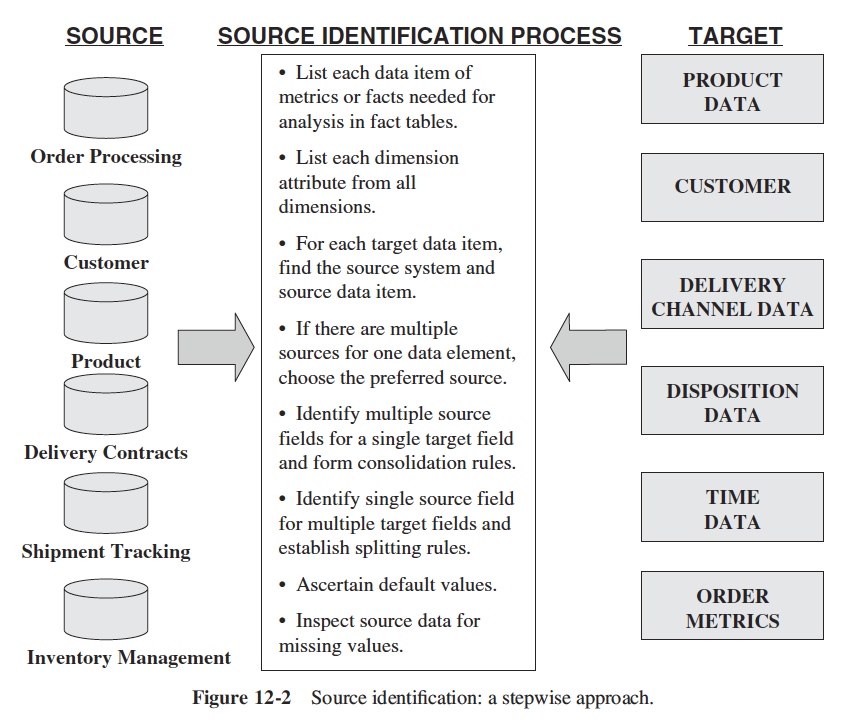 SOURCE
Order Processing
Customer
Product
Delivery Contracts
Shipment Tracking
Inventory Management
SOURCE IDENTIFICATION PROCESS
• List each data item of
metrics or facts needed for
analysis in fact tables.
• List each dimension
attribute from all
dimensions.
• For each target data item,
find the source system and
source data item.
• If there are multiple
sources for one data element,
choose the preferred source.
• Identify multiple source
fields for a single target field
and form consolidation rules.
• Identify single source field
for multiple target fields and
establish splitting rules.
• Ascertain default values.
• Inspect source data for
missing values.
TARGET
PRODUCT
DATA
CUSTOMER
DELIVERY
CHANNEL DATA
DISPOSITION
DATA
TIME
DATA
ORDER
METRICS
Figure 12-2 Source identification: a stepwise approach.